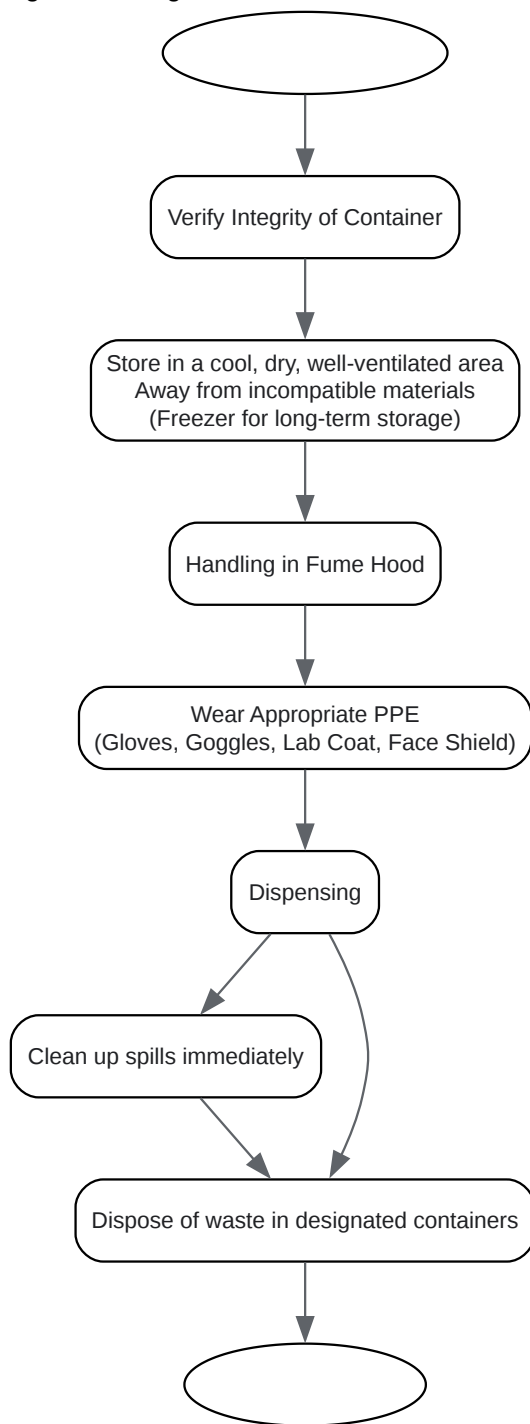 Verify Integrity of Container
Store in a cool, dry, well-ventilated area
Away from incompatible materials
(Freezer for long-term storage)
Handling in Fume Hood
Wear Appropriate PPE
(Gloves, Goggles, Lab Coat, Face Shield)
Dispensing
Clean up spills immediately
Dispose of waste in designated containers